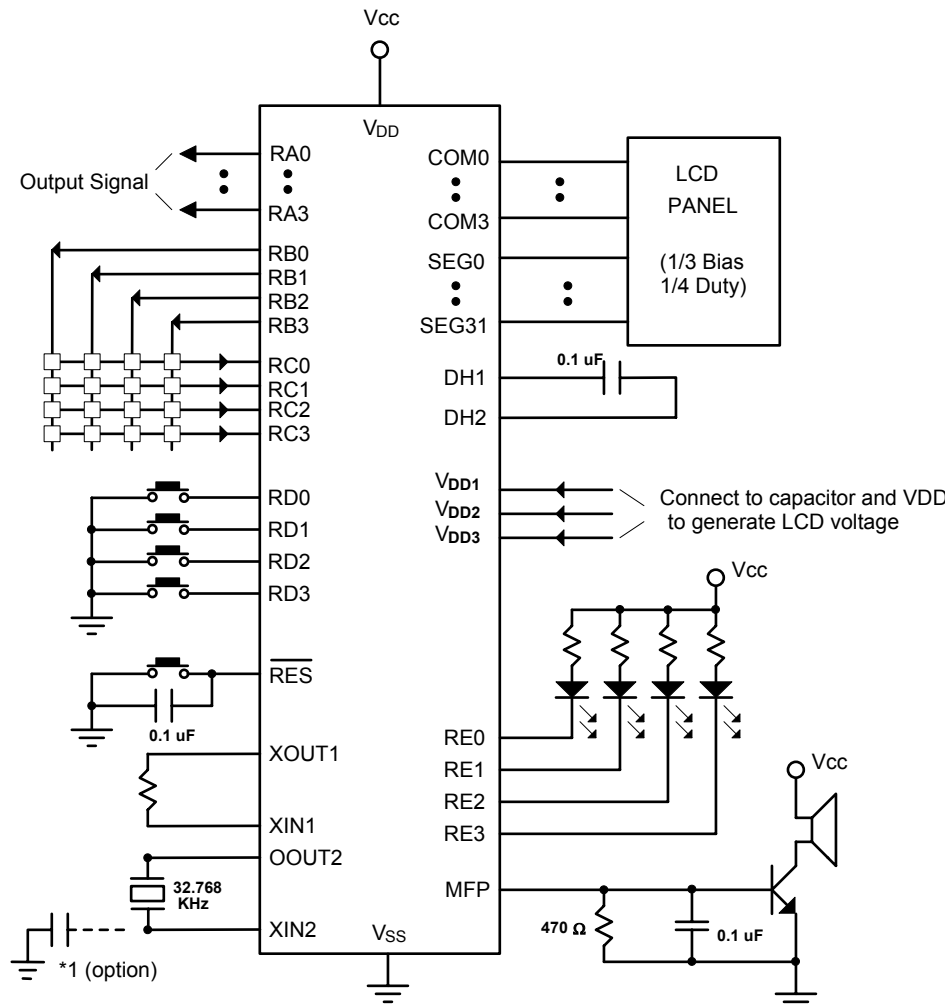 Vcc
VDD
Output Signal
RA0
RA3
RB0
RB1
RB2
RB3
RC0
RC1
RC2
RC3
RD0
RD1
RD2
RD3
RES
0.1 uF
XOUT1
XIN1
OOUT2
32.768
KHz
XIN2
*1 (option)
VSS
COM0
COM3
SEG0
SEG31
LCD
PANEL
(1/3 Bias
1/4 Duty)
DH1
0.1 uF
DH2
VDD1
VDD2
VDD3
Connect to capacitor and VDD
to generate LCD voltage
Vcc
RE0
RE1
RE2
RE3
Vcc
MFP
470 Ω
0.1 uF